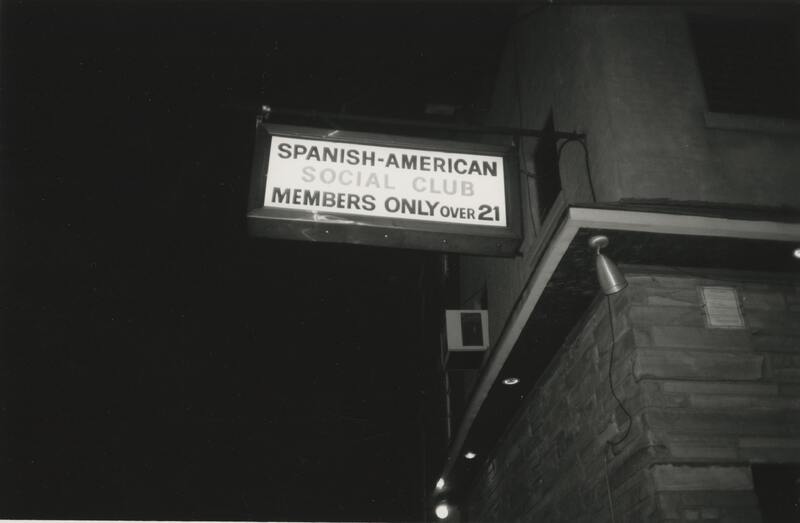 SPANISH-AMERICAN
SOCIAL CLUB
MEMBERS ONLY OVER 21